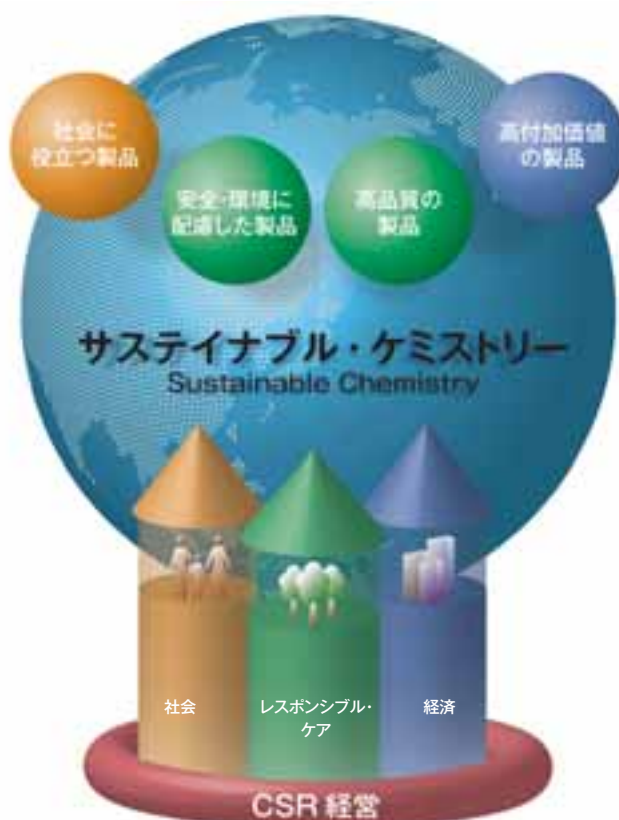 社会に
役立つ製品
安全・環境に
配慮した製品
高品質の
製品
高付加価値
の製品
サステイナブル・ケミストリー
Sustainable Chemistry
社会
レスポンシブル・
ケア
経済
CSR 経営